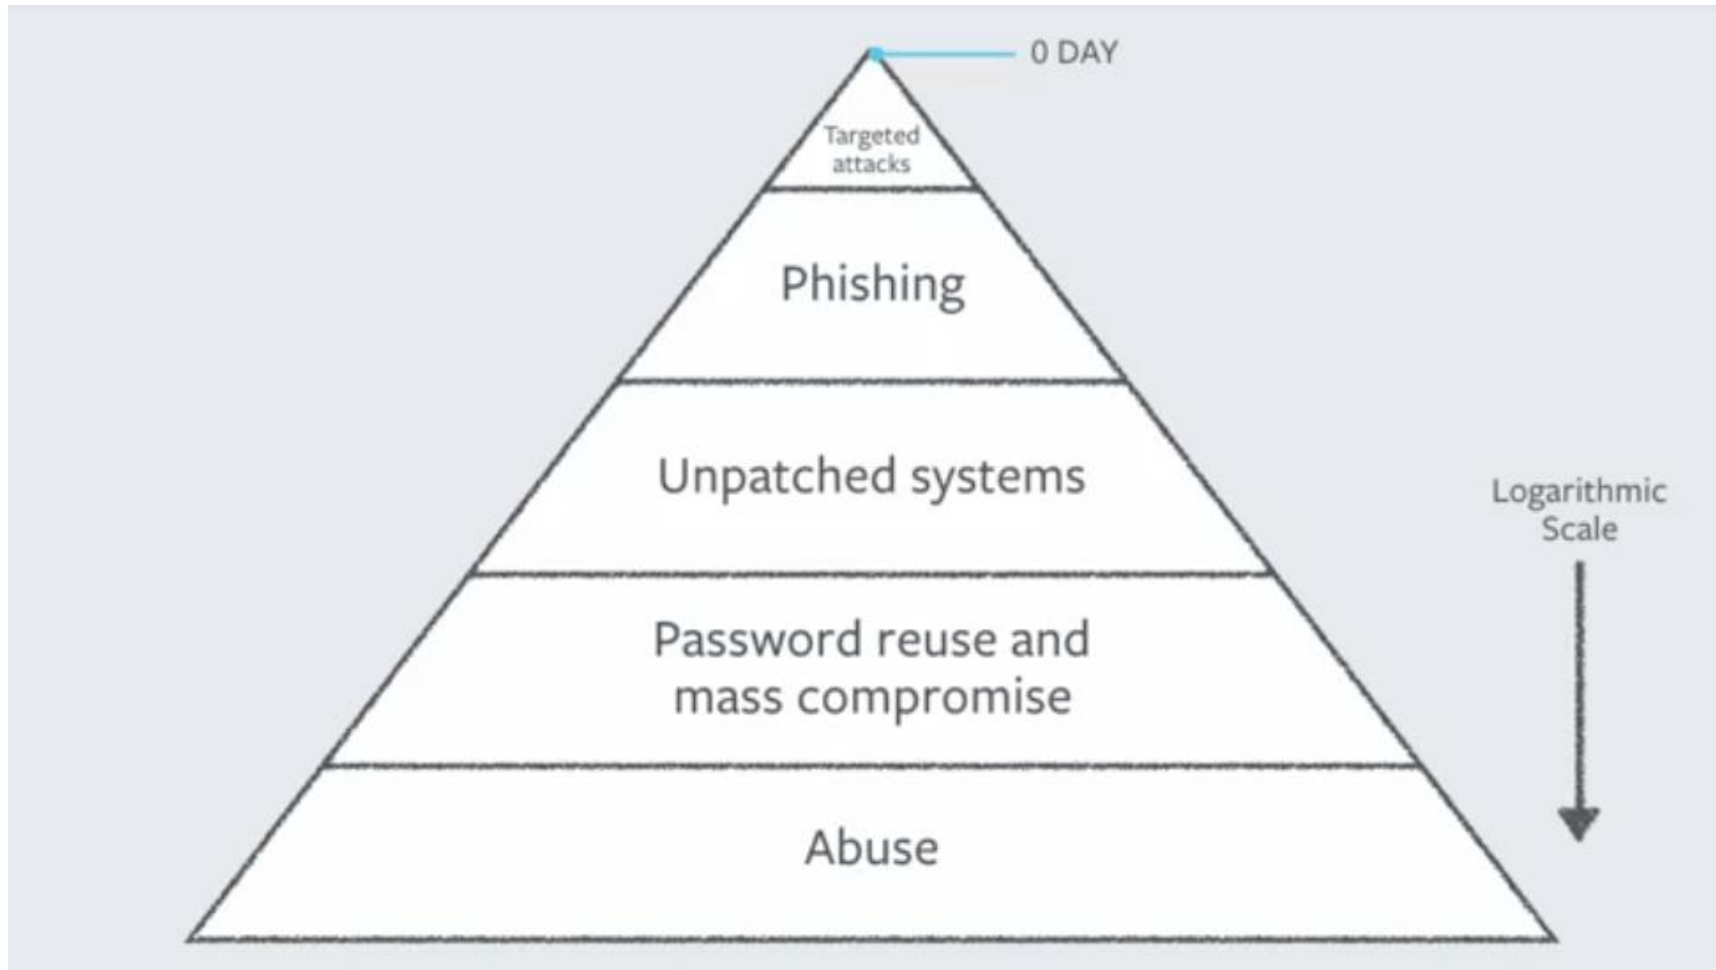 0 DAY
Targeted
attacks
Phishing
Unpatched systems
Logarithmic
Scale
Password reuse and
mass compromise
Abuse